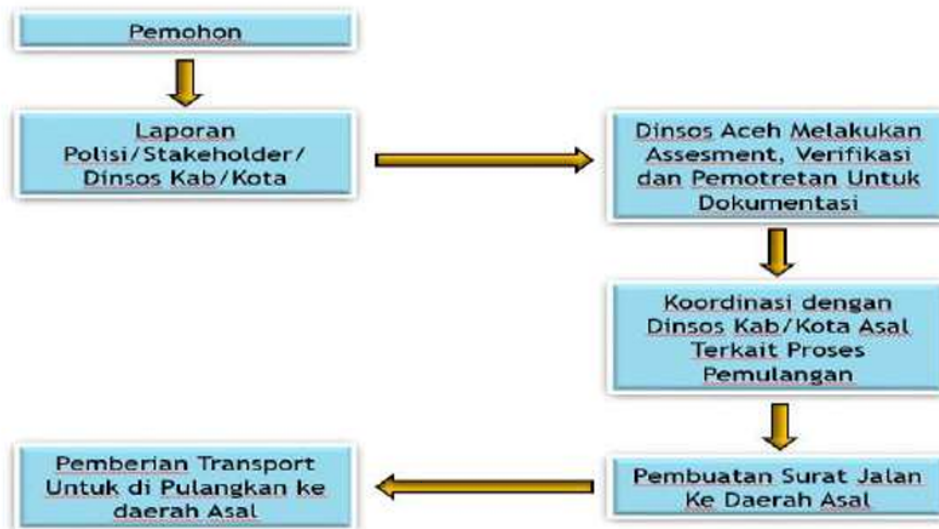 Pemohon
Laporan
Polisi/Stakeholder/
Dinsos Kab/Kota
Dinsos Aceh Melakukan
Assesment, Verifikasi
dan Pemotretan Untuk
Dokumentasi
Koordinasi dengan
Dinsos Kab/Kota Asal
Terkait Proses
Pemulangan
Pembuatan Surat Jalan
Ke Daerah Asal
Pemberian Transport
Untuk di Pulangkan ke
daerah Asal